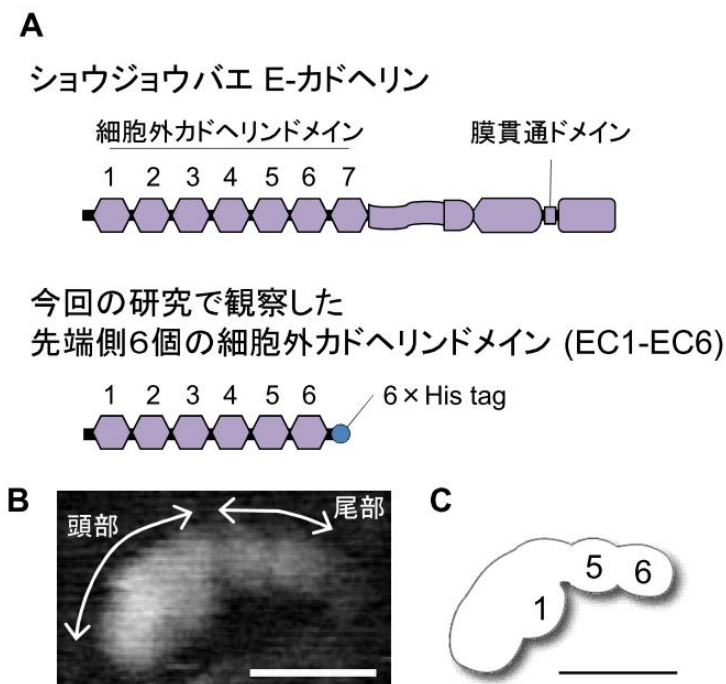 A
ショウジョウバエ E-カドヘリン
細胞外カドヘリンドメイン
膜貫通ドメイン
1 2 3 4 5 6 7
今回の研究で観察した
先端側6個の細胞外カドヘリンドメイン (EC1-EC6)
1 2 3 4 5 6
6×His tag
B
頭部
尾部
C
1
5
6